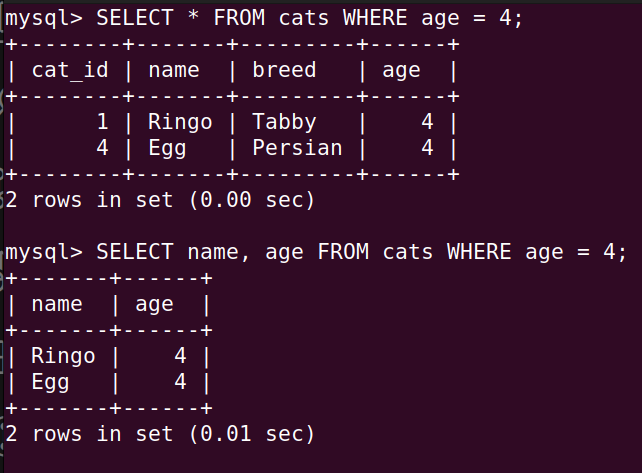 mysql> SELECT * FROM cats WHERE age = 4;
+--------+-------+---------+------+
| cat_id | name  | breed   | age  |
+--------+-------+---------+------+
|      1 | Ringo | Tabby   |    4 |
|      4 | Egg   | Persian |    4 |
+--------+-------+---------+------+
2 rows in set (0.00 sec)

mysql> SELECT name, age FROM cats WHERE age = 4;
+-------+------+
| name  | age  |
+-------+------+
| Ringo |    4 |
| Egg   |    4 |
+-------+------+
2 rows in set (0.01 sec)